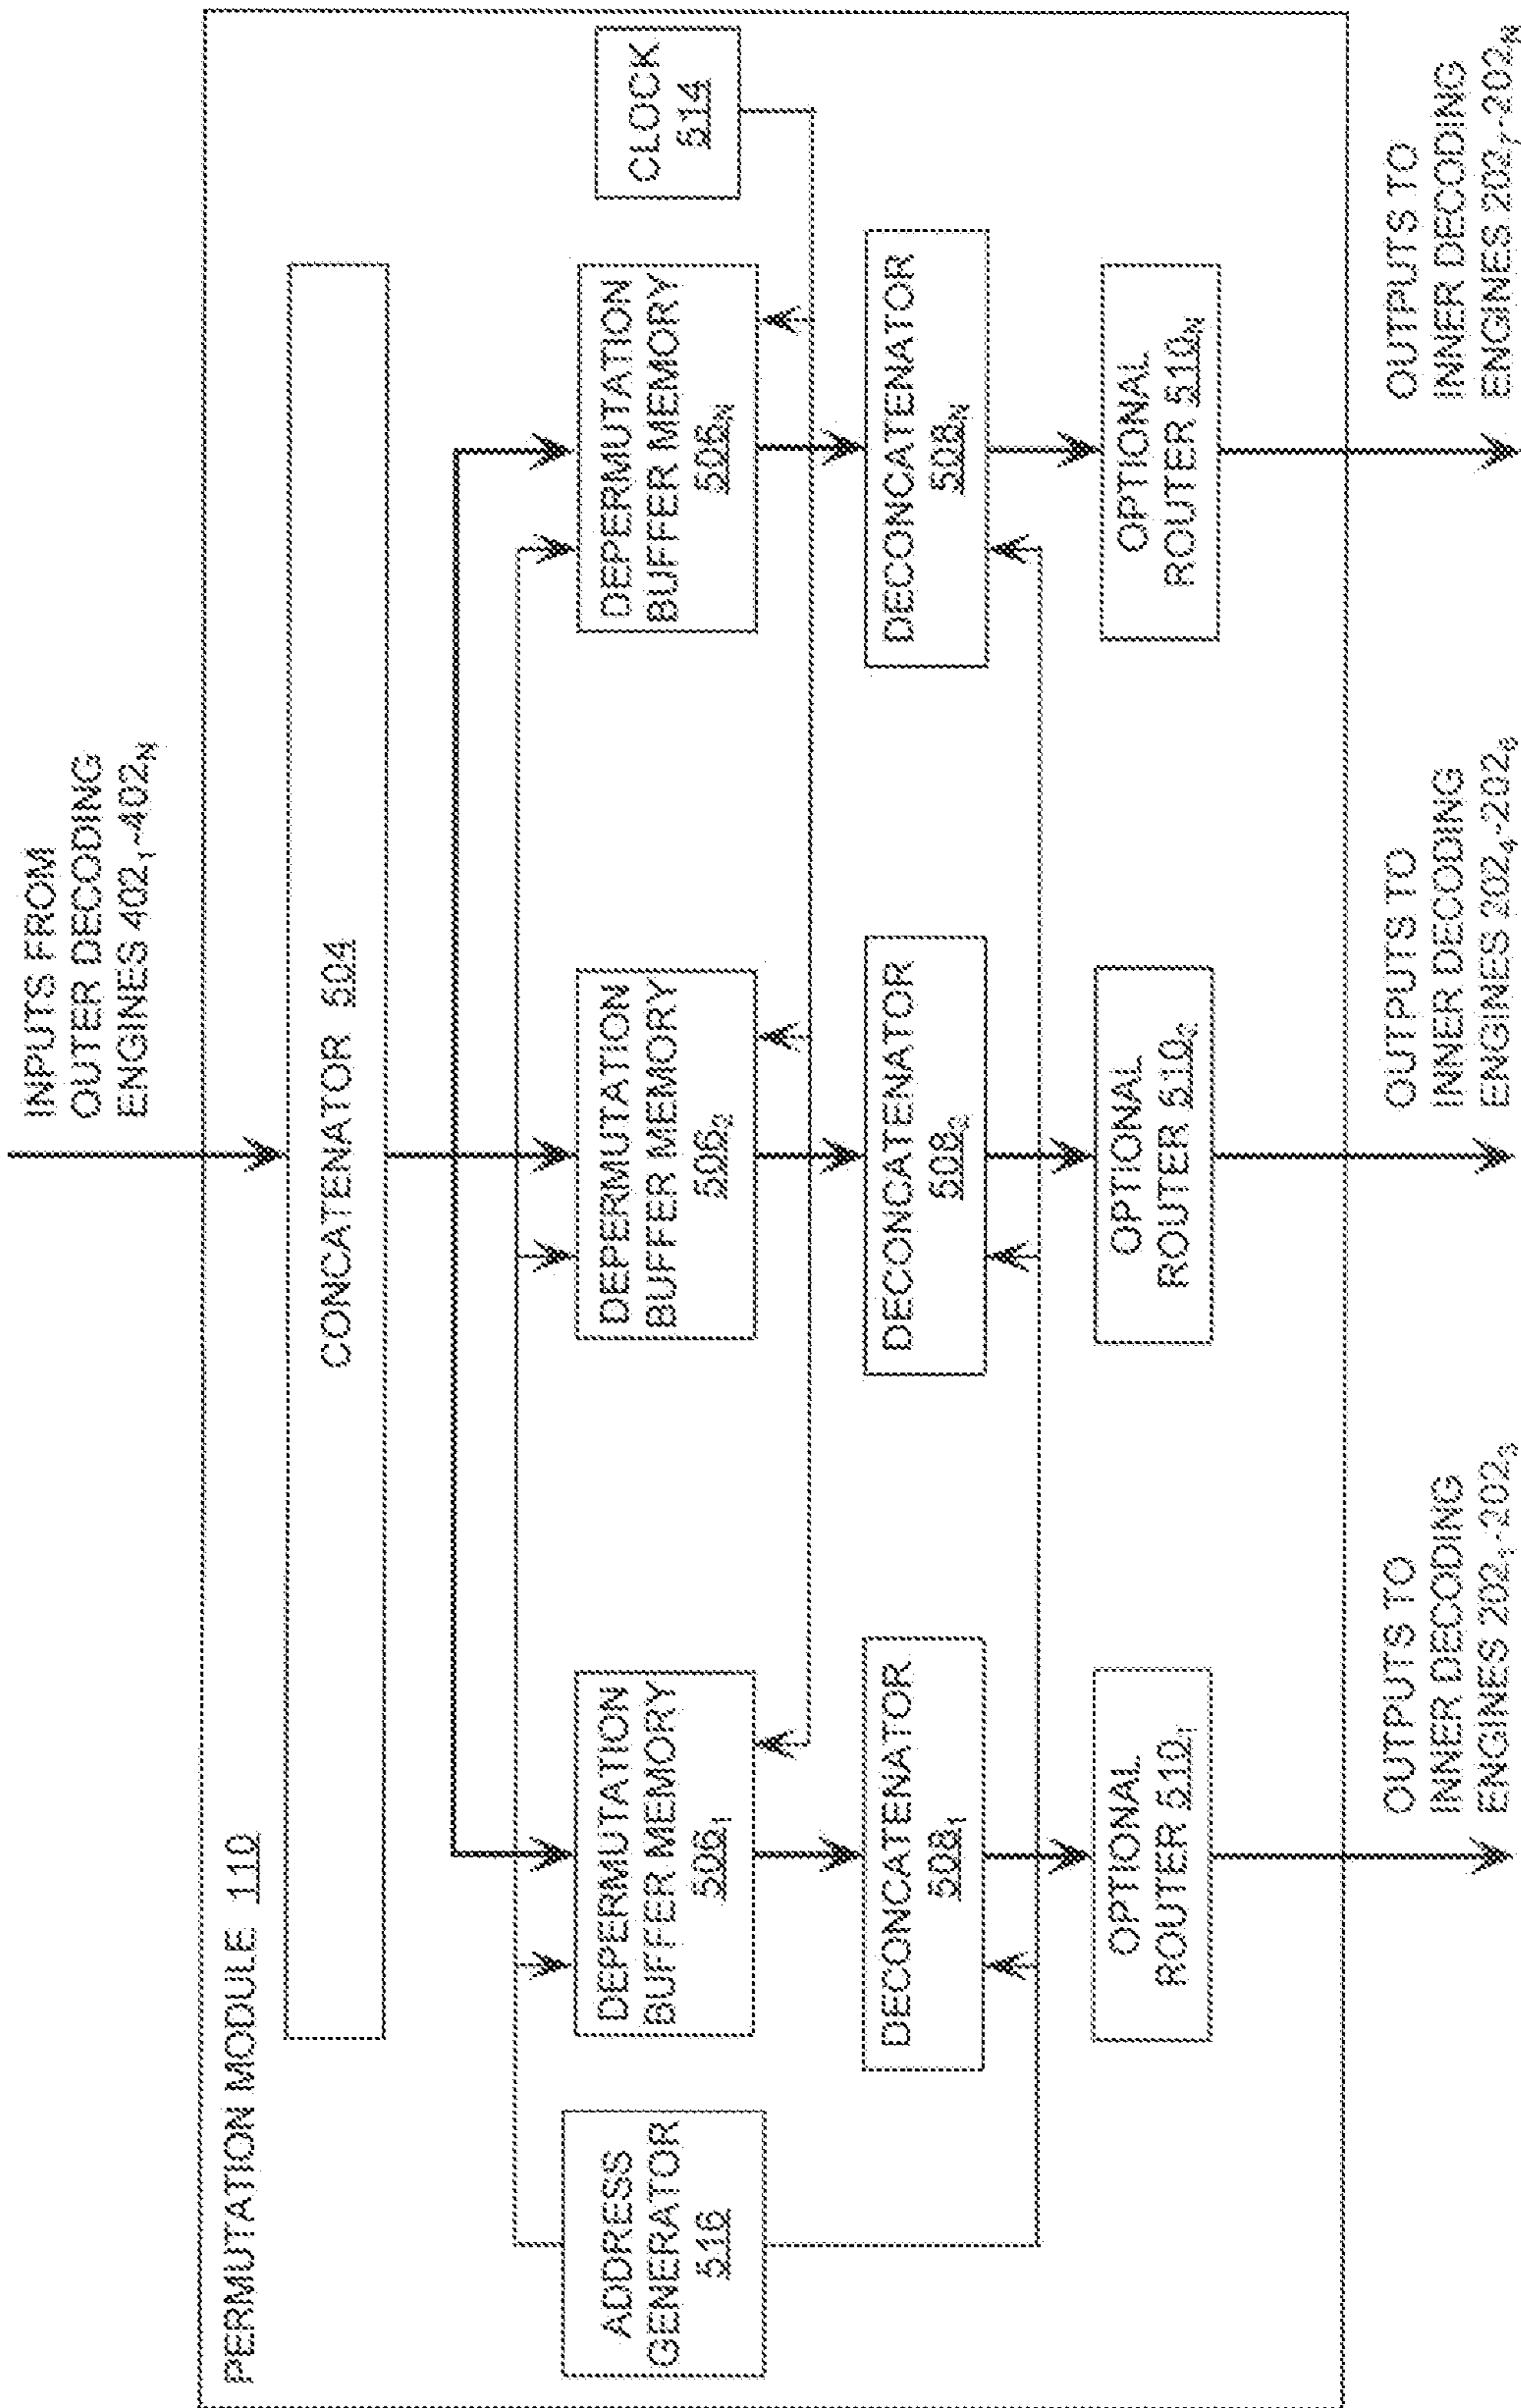 INPUTS FROM
OUTER DECODING
ENGINES 402₁-402ₙ
PERMUTATION MODULE 110
CONCATENATOR 504
ADDRESS
GENERATOR
516
DEPERMUTATION
BUFFER MEMORY
506₁
DEPERMUTATION
BUFFER MEMORY
506₂
DEPERMUTATION
BUFFER MEMORY
506ₙ
CLOCK
514
DECONCATENATOR
508₁
DECONCATENATOR
508₂
DECONCATENATOR
508ₙ
OPTIONAL
ROUTER 510₁
OPTIONAL
ROUTER 510₂
OPTIONAL
ROUTER 510ₙ
OUTPUTS TO
INNER DECODING
ENGINES 202₁-202₃
OUTPUTS TO
INNER DECODING
ENGINES 202₄-202₆
OUTPUTS TO
INNER DECODING
ENGINES 202₇-202ₙ